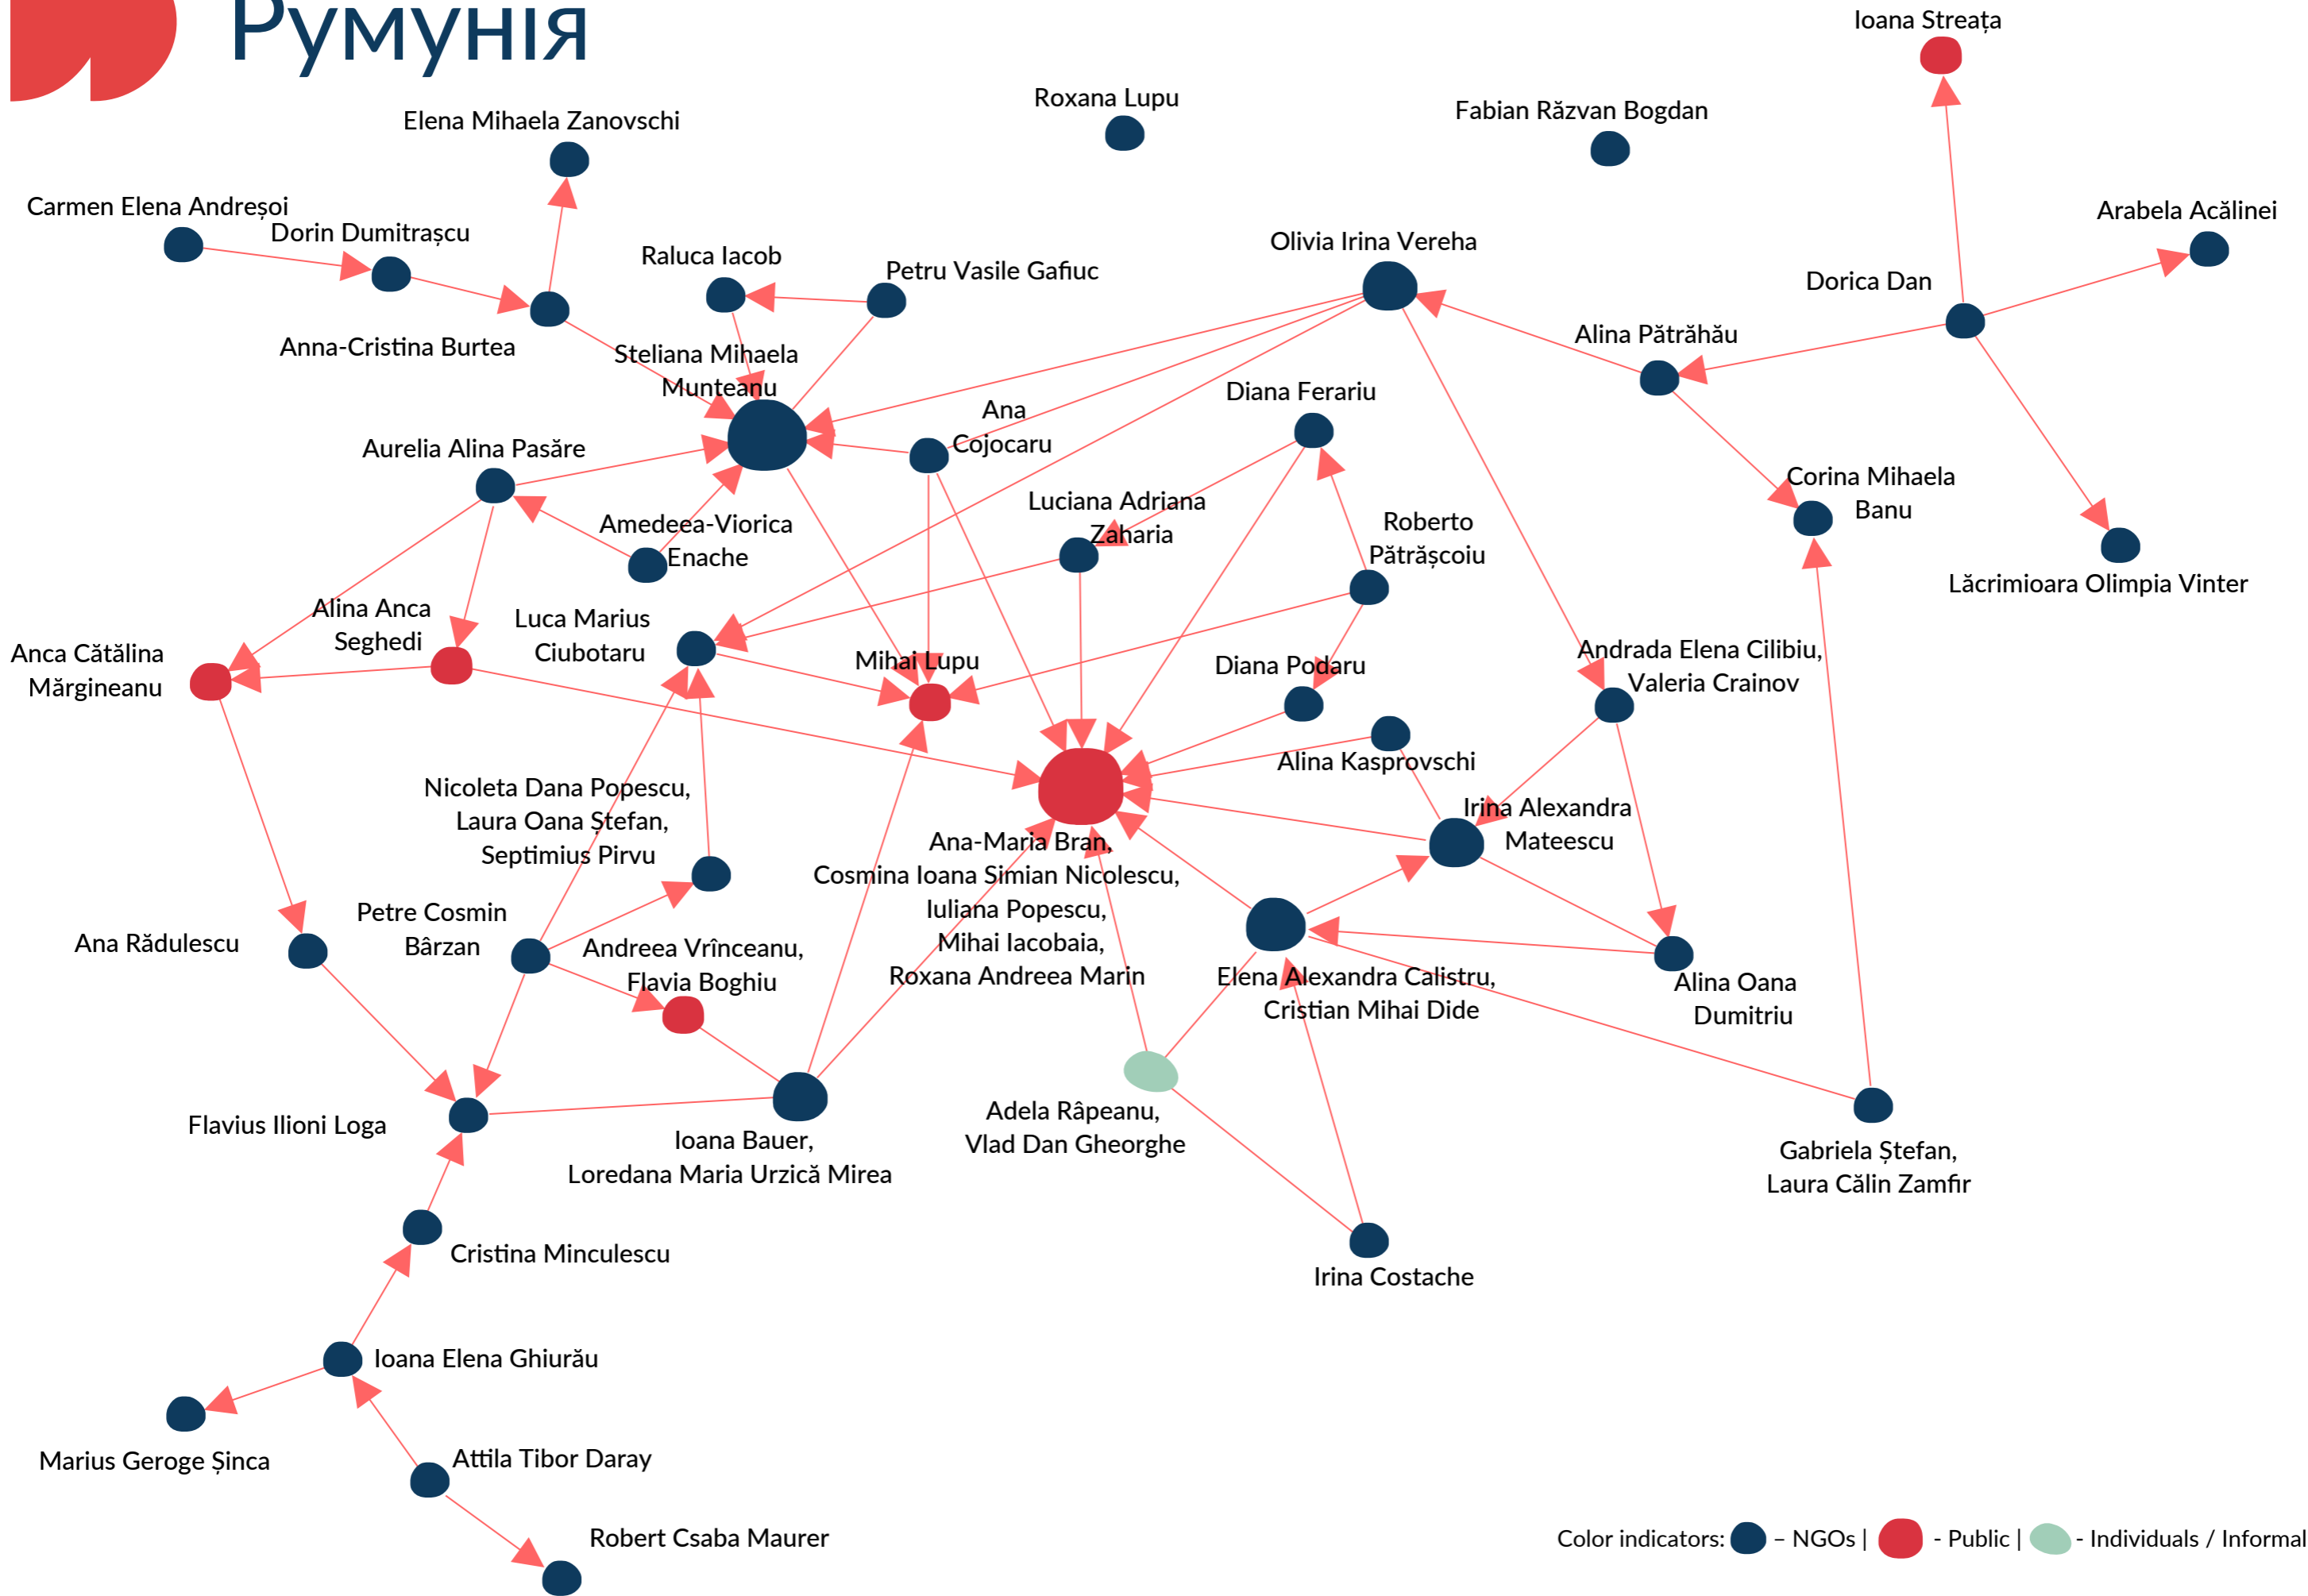 Румунія
Ioana Streața
Roxana Lupu
Fabian Răzvan Bogdan
Elena Mihaela Zanovschi
Carmen Elena Andreșoi
Dorin Dumitrașcu
Arabela Acălinei
Raluca Iacob
Petru Vasile Gafiuc
Olivia Irina Vereha
Dorica Dan
Anna-Cristina Burtea
Alina Pătrăhău
Steliana Mihaela
Munteanu
Diana Ferariu
Ana
Cojocaru
Aurelia Alina Pasăre
Corina Mihaela
Banu
Luciana Adriana
Zaharia
Amedeea-Viorica
Enache
Roberto
Pătrășcoiu
Lăcrimioara Olimpia Vinter
Alina Anca
Seghedi
Luca Marius
Ciubotaru
Anca Cătălina
Mărgineanu
Mihai Lupu
Diana Podaru
Andrada Elena Cilibiu,
Valeria Crainov
Alina Kasprovschi
Nicoleta Dana Popescu,
Laura Oana Ștefan,
Septimius Pirvu
Irina Alexandra
Mateescu
Ana-Maria Bran,
Cosmina Ioana Simian Nicolescu,
Iuliana Popescu,
Mihai Iacobaia,
Roxana Andreea Marin
Petre Cosmin
Bârzan
Ana Rădulescu
Andreea Vrînceanu,
Flavia Boghiu
Elena Alexandra Calistru,
Cristian Mihai Dide
Alina Oana
Dumitriu
Flavius Ilioni Loga
Ioana Bauer,
Loredana Maria Urzică Mirea
Adela Râpeanu,
Vlad Dan Gheorghe
Gabriela Ștefan,
Laura Călin Zamfir
Cristina Minculescu
Irina Costache
Ioana Elena Ghiurău
Marius Geroge Șinca
Attila Tibor Daray
Robert Csaba Maurer
Color indicators: – NGOs | - Public | - Individuals / Informal